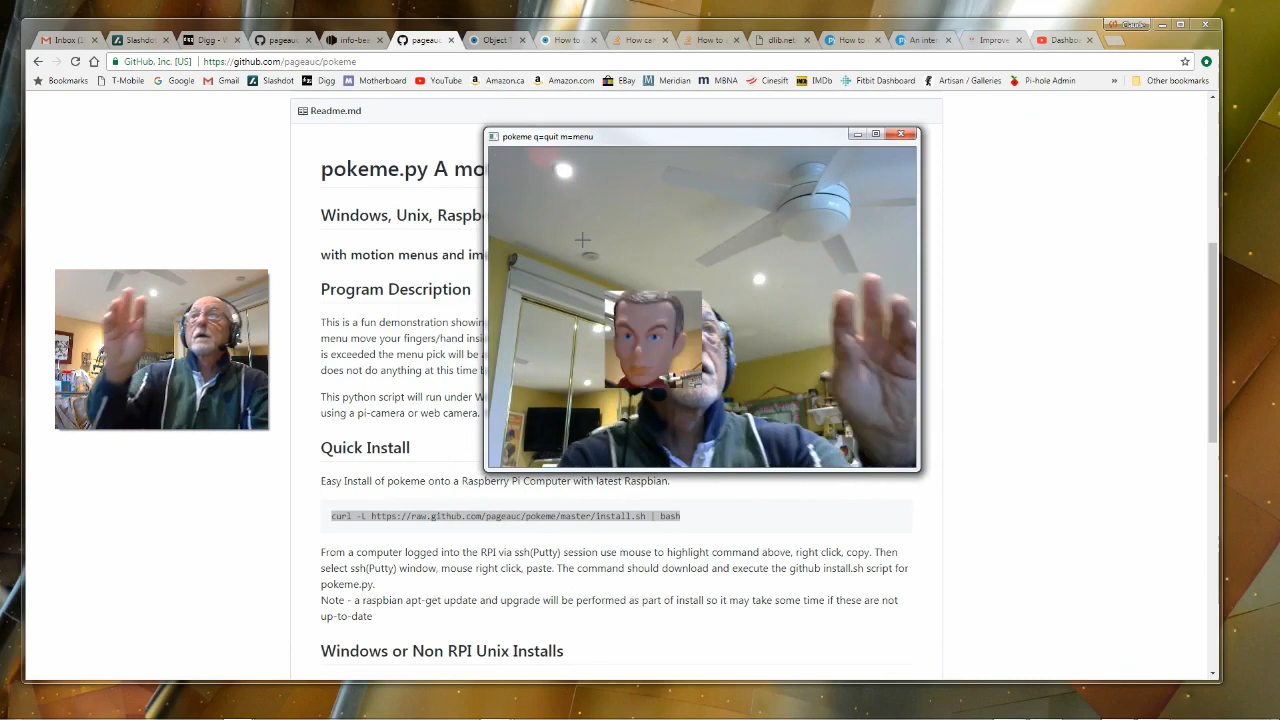 Claude
Inbox (1
Slashdo
Digg - 
pageauc
info-bea
pageauc
Object T
How to
How can
How to
dlib.net
How to
An inter
Improve
Dashbo
GitHub, Inc. [US] https://github.com/pageauc/pokeme
Bookmarks T-Mobile Google Gmail Slashdot Digg Motherboard YouTube Amazon.ca Amazon.com EBay Meridian MBNA Cinesift IMDb Fitbit Dashboard Artisan / Galleries Pi-hole Admin » Other bookmarks
Readme.md
pokeme q=quit m=menu
pokeme.py A mo
Windows, Unix, Raspb
with motion menus and im
Program Description
This is a fun demonstration showin
menu move your fingers/hand insi
is exceeded the menu pick will be
does not do anything at this time b
This python script will run under W
using a pi-camera or web camera.
Quick Install
Easy Install of pokeme onto a Raspberry Pi Computer with latest Raspbian.
curl -L https://raw.github.com/pageauc/pokeme/master/install.sh | bash
From a computer logged into the RPI via ssh(Putty) session use mouse to highlight command above, right click, copy. Then
select ssh(Putty) window, mouse right click, paste. The command should download and execute the github install.sh script for
pokeme.py.
Note - a raspbian apt-get update and upgrade will be performed as part of install so it may take some time if these are not
up-to-date
Windows or Non RPI Unix Installs